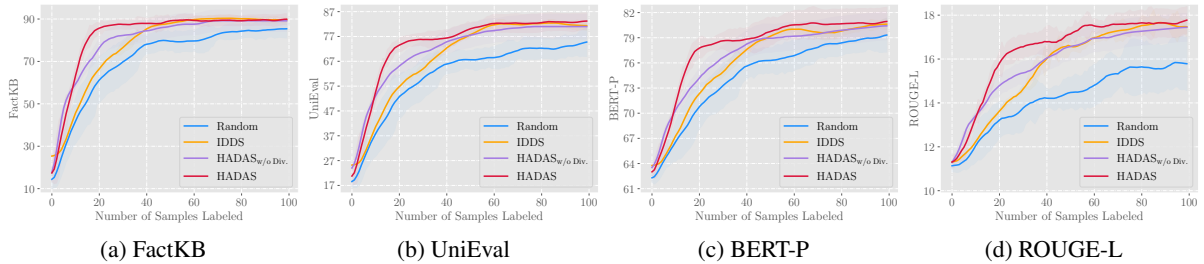 90
70
50
30
10
FactKB
0
20
40
60
80
100
Number of Samples Labeled
Random
IDDS
HADASw/o Div.
HADAS
(a) FactKB
87
77
67
57
47
37
27
17
UniEval
0
20
40
60
80
100
Number of Samples Labeled
Random
IDDS
HADASw/o Div.
HADAS
(b) UniEval
82
79
76
73
70
67
64
61
BERT-P
0
20
40
60
80
100
Number of Samples Labeled
Random
IDDS
HADASw/o Div.
HADAS
(c) BERT-P
18
16
14
12
10
ROUGE-L
0
20
40
60
80
100
Number of Samples Labeled
Random
IDDS
HADASw/o Div.
HADAS
(d) ROUGE-L